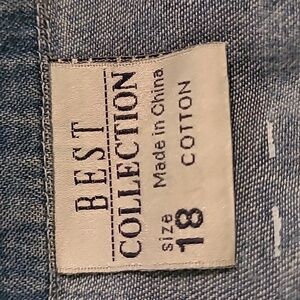 BEST
COLLECTION
Made in China
size COTTON
18